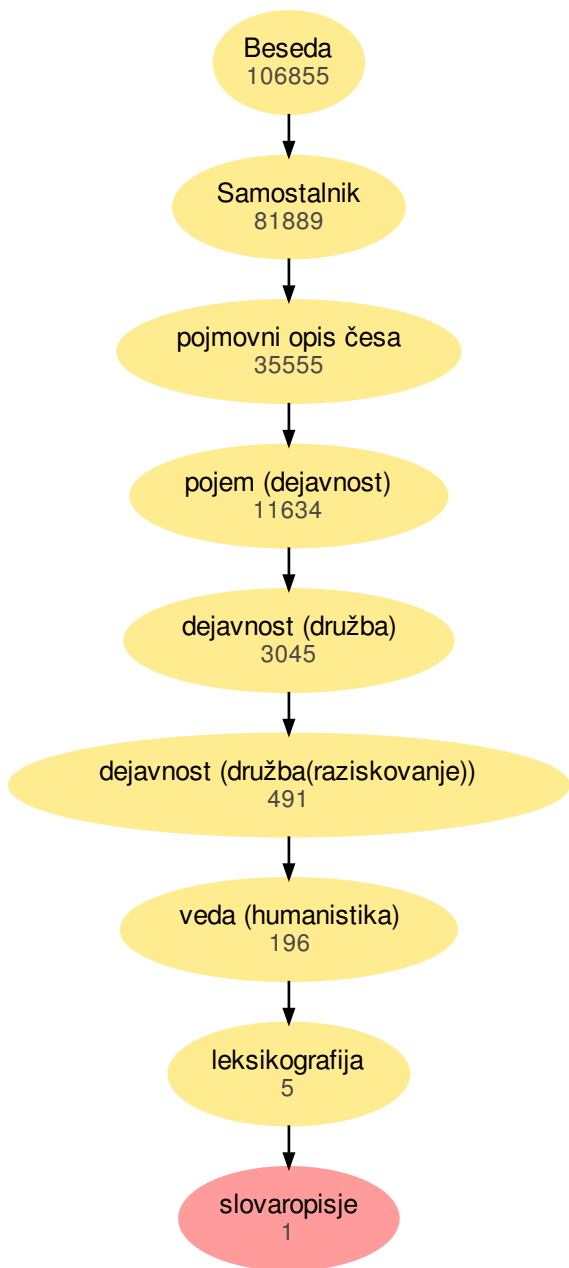 Beseda
106855
Samostalnik
81889
pojmovni opis česa
35555
pojem (dejavnost)
11634
dejavnost (družba)
3045
dejavnost (družba(raziskovanje))
491
veda (humanistika)
196
leksikografija
5
slovaropisje
1